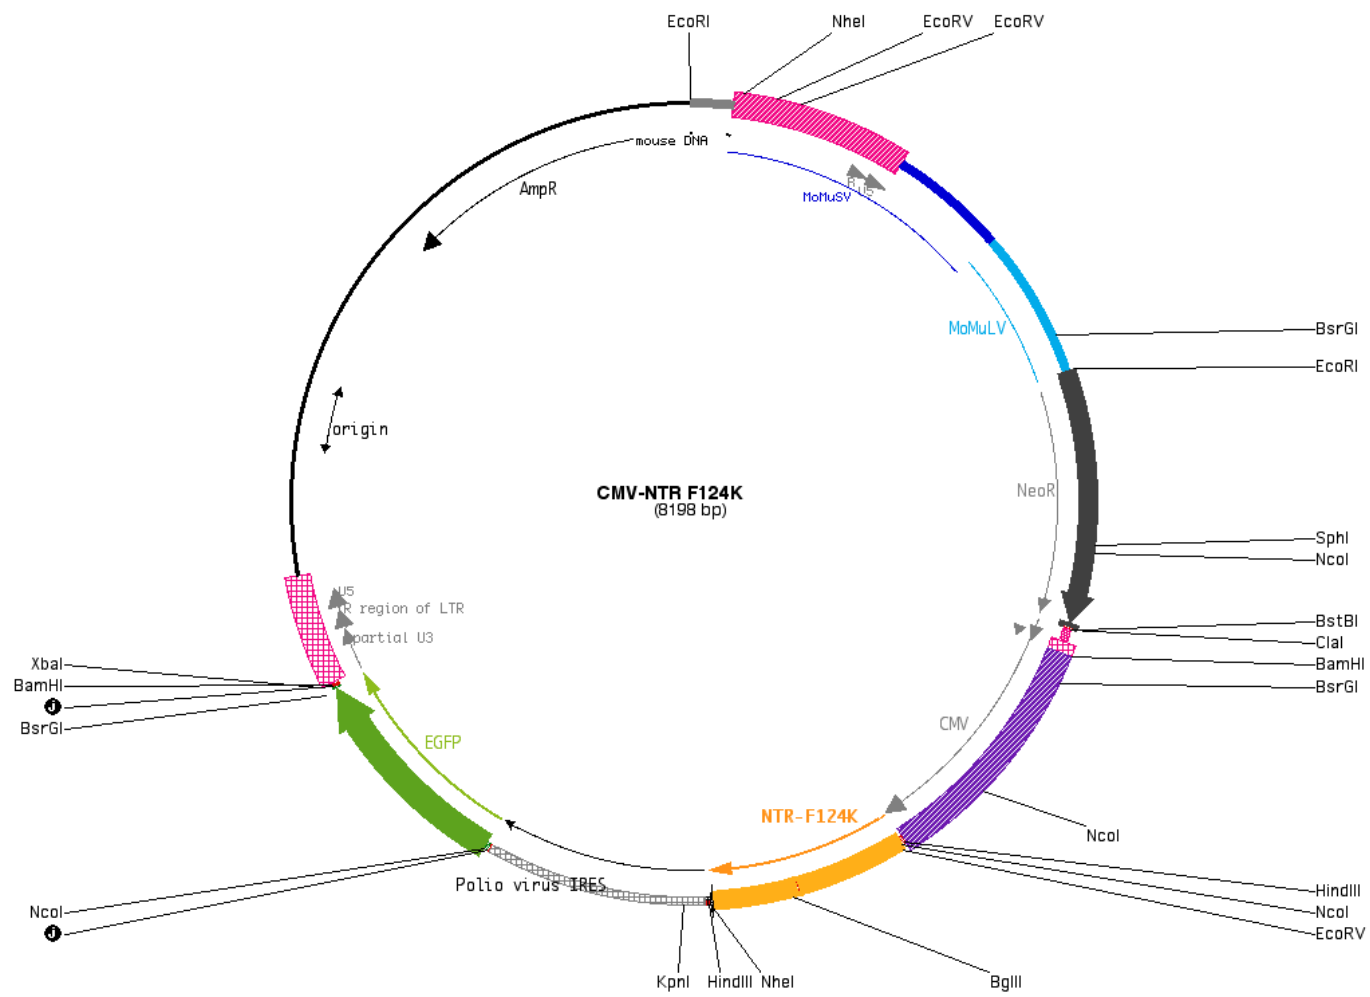 EcoRI
NheI
EcoRV
EcoRV
mouse DNA
AmpR
R
U5
MoMuSV
MoMuLV
BsrGI
EcoRI
origin
CMV-NTR F124K
(8198 bp)
NeoR
SphI
NcoI
U5
R region of LTR
partial U3
BstBI
ClaI
BamHI
BsrGI
XbaI
BamHI
J
BsrGI
EGFP
CMV
NTR-F124K
NcoI
Polio virus IRES
NcoI
J
HindIII
NcoI
EcoRV
KpnI
HindIII
NheI
BglII